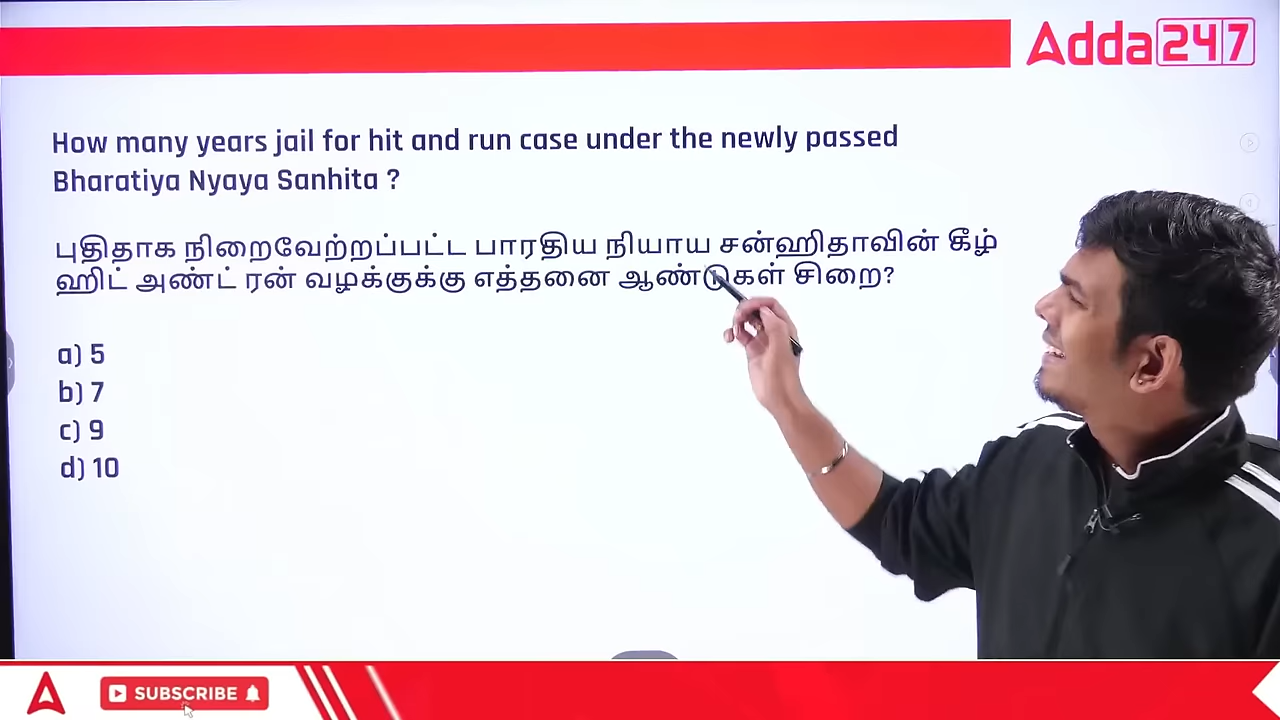 Adda247
How many years jail for hit and run case under the newly passed
Bharatiya Nyaya Sanhita ?
புதிதாக நிறைவேற்றப்பட்ட பாரதிய நியாய சன்ஹிதாவின் கீழ்
ஹிட் அண்ட் ரன் வழக்குக்கு எத்தனை ஆண்டுகள் சிறை?
a) 5
b) 7
c) 9
d) 10
SUBSCRIBE